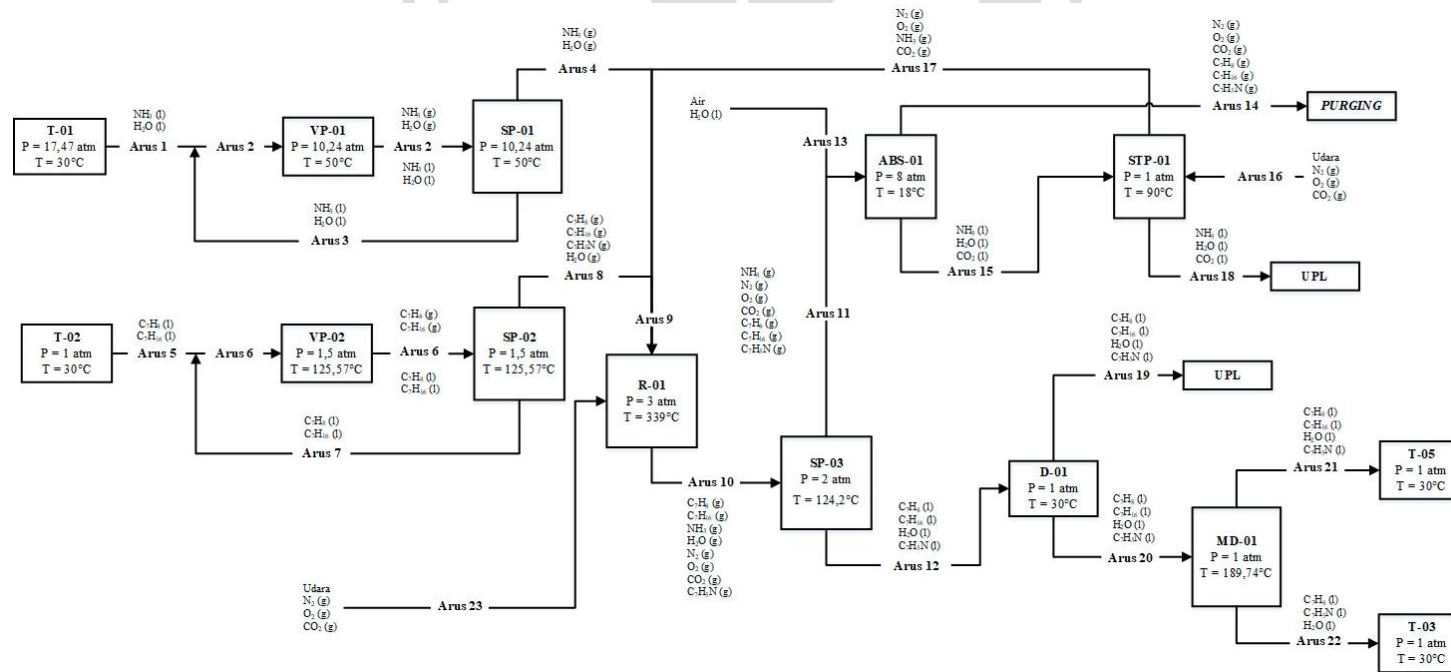 NH₃ (g)
H₂O (g)
Arus 4
N₂ (g)
O₂ (g)
NH₃ (g)
CO₂ (g)
Arus 17
N₂ (g)
O₂ (g)
CO₂ (g)
C₇H₈ (g)
C₇H₁₆ (g)
C₇H₅N (g)
Arus 14
PURGING
T-01
P = 17,47 atm
T = 30°C
NH₃ (l)
H₂O (l)
Arus 1
Arus 2
VP-01
P = 10,24 atm
T = 50°C
NH₃ (g)
H₂O (g)
Arus 2
NH₃ (l)
H₂O (l)
SP-01
P = 10,24 atm
T = 50°C
NH₃ (l)
H₂O (l)
Arus 3
Air
H₂O (l)
Arus 13
ABS-01
P = 8 atm
T = 18°C
STP-01
P = 1 atm
T = 90°C
Arus 16
Udara
N₂ (g)
O₂ (g)
CO₂ (g)
NH₃ (l)
H₂O (l)
CO₂ (l)
Arus 15
NH₃ (l)
H₂O (l)
CO₂ (l)
Arus 18
UPL
C₇H₈ (g)
C₇H₁₆ (g)
C₇H₅N (g)
H₂O (g)
Arus 8
NH₃ (g)
N₂ (g)
O₂ (g)
CO₂ (g)
C₇H₈ (g)
C₇H₁₆ (g)
C₇H₅N (g)
Arus 11
Arus 9
T-02
P = 1 atm
T = 30°C
C₇H₈ (l)
C₇H₁₆ (l)
Arus 5
Arus 6
VP-02
P = 1,5 atm
T = 125,57°C
C₇H₈ (g)
C₇H₁₆ (g)
Arus 6
C₇H₈ (l)
C₇H₁₆ (l)
SP-02
P = 1,5 atm
T = 125,57°C
C₇H₈ (l)
C₇H₁₆ (l)
Arus 7
R-01
P = 3 atm
T = 339°C
C₇H₈ (l)
C₇H₁₆ (l)
H₂O (l)
C₇H₅N (l)
Arus 19
UPL
Arus 10
C₇H₈ (g)
C₇H₁₆ (g)
NH₃ (g)
H₂O (g)
N₂ (g)
O₂ (g)
CO₂ (g)
C₇H₅N (g)
SP-03
P = 2 atm
T = 124,2°C
C₇H₈ (l)
C₇H₁₆ (l)
H₂O (l)
C₇H₅N (l)
Arus 12
D-01
P = 1 atm
T = 30°C
C₇H₈ (l)
C₇H₁₆ (l)
H₂O (l)
C₇H₅N (l)
Arus 20
MD-01
P = 1 atm
T = 189,74°C
C₇H₈ (l)
C₇H₁₆ (l)
H₂O (l)
C₇H₅N (l)
Arus 21
T-05
P = 1 atm
T = 30°C
C₇H₈ (l)
C₇H₅N (l)
H₂O (l)
Arus 22
T-03
P = 1 atm
T = 30°C
Udara
N₂ (g)
O₂ (g)
CO₂ (g)
Arus 23